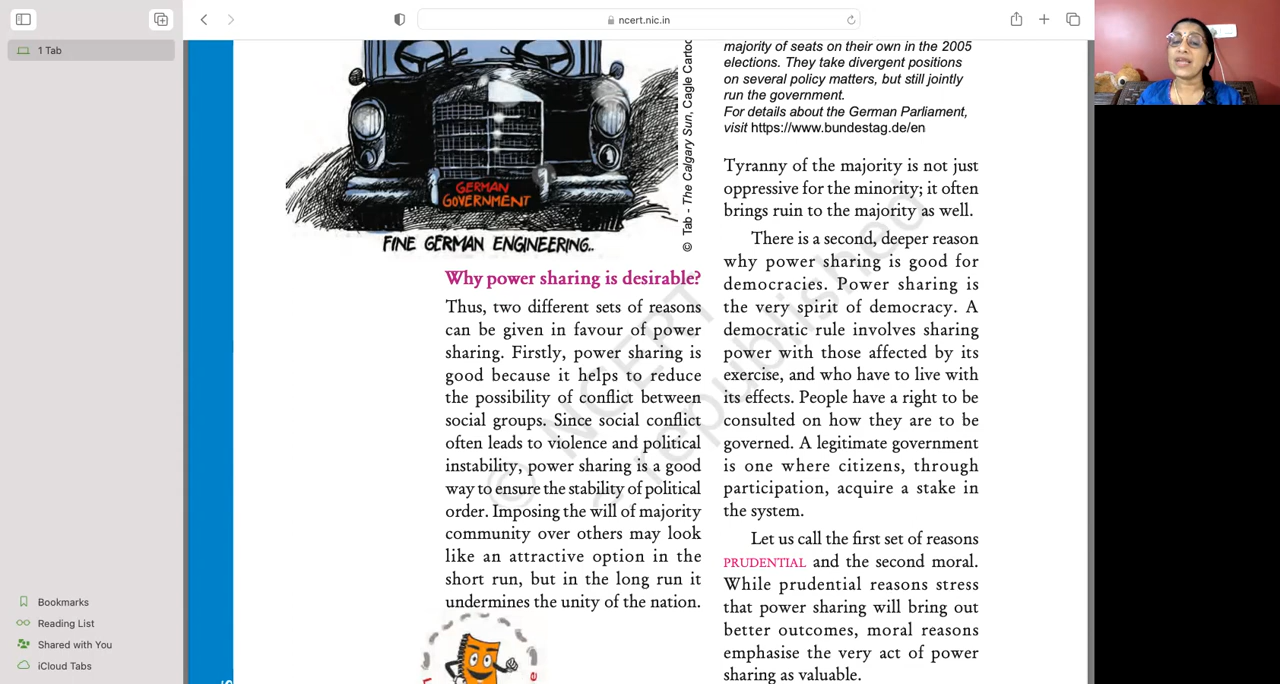 1 Tab
ncert.nic.in
GERMAN
GOVERNMENT
FINE GERMAN ENGINEERING..
© Tab - The Calgary Sun, Cagle Cartoo
Why power sharing is desirable?
Thus, two different sets of reasons
can be given in favour of power
sharing. Firstly, power sharing is
good because it helps to reduce
the possibility of conflict between
social groups. Since social conflict
often leads to violence and political
instability, power sharing is a good
way to ensure the stability of political
order. Imposing the will of majority
community over others may look
like an attractive option in the
short run, but in the long run it
undermines the unity of the nation.
majority of seats on their own in the 2005
elections. They take divergent positions
on several policy matters, but still jointly
run the government.
For details about the German Parliament,
visit https://www.bundestag.de/en
Tyranny of the majority is not just
oppressive for the minority; it often
brings ruin to the majority as well.
There is a second, deeper reason
why power sharing is good for
democracies. Power sharing is
the very spirit of democracy. A
democratic rule involves sharing
power with those affected by its
exercise, and who have to live with
its effects. People have a right to be
consulted on how they are to be
governed. A legitimate government
is one where citizens, through
participation, acquire a stake in
the system.
Let us call the first set of reasons
PRUDENTIAL and the second moral.
While prudential reasons stress
that power sharing will bring out
better outcomes, moral reasons
emphasise the very act of power
sharing as valuable.
© NCERT
republished
Bookmarks
Reading List
Shared with You
iCloud Tabs